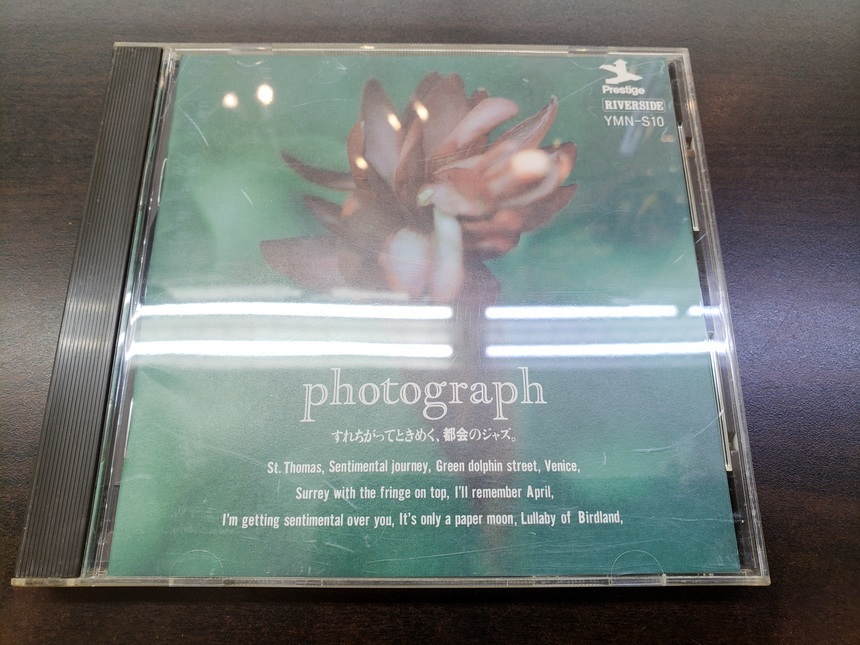 Prestige
RIVERSIDE
YMN-S10
photograph
すれちがってときめく、都会のジャズ。
St. Thomas, Sentimental journey, Green dolphin street, Venice,
Surrey with the fringe on top, I'll remember April,
I'm getting sentimental over you, It's only a paper moon, Lullaby of Birdland,